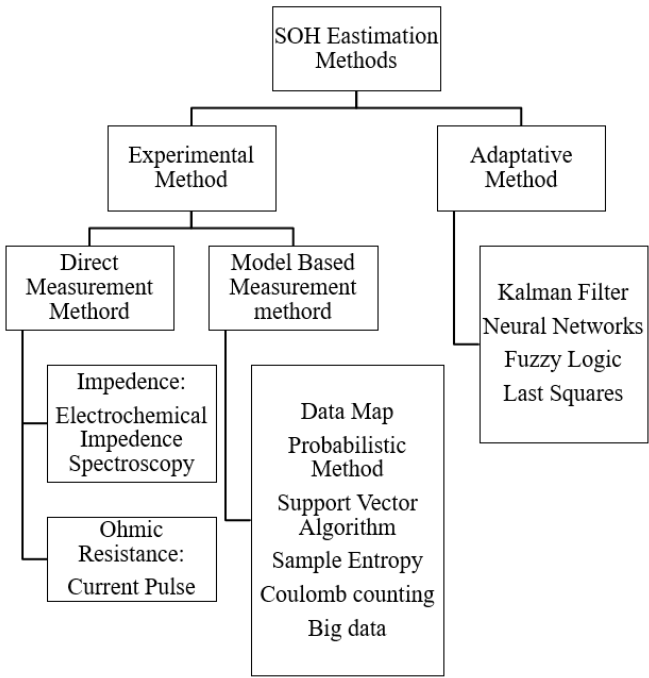 SOH Eastimation
Methods
Experimental
Method
Adaptative
Method
Direct
Measurement
Methord
Model Based
Measurement
methord
Kalman Filter
Neural Networks
Fuzzy Logic
Last Squares
Impedence:
Electrochemical
Impedence
Spectroscopy
Data Map
Probabilistic
Method
Support Vector
Algorithm
Sample Entropy
Coulomb counting
Big data
Ohmic
Resistance:
Current Pulse